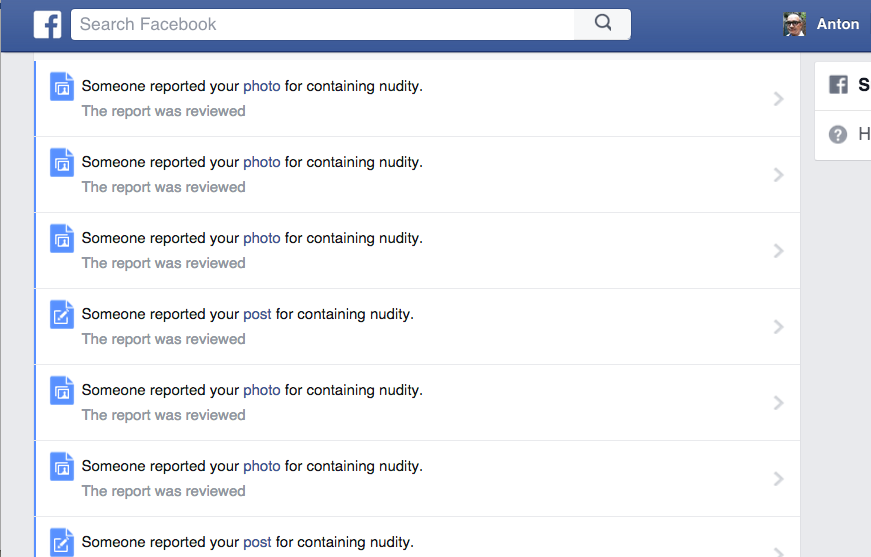 Search Facebook
Anton
Someone reported your photo for containing nudity.
The report was reviewed
S
Someone reported your photo for containing nudity.
The report was reviewed
H
Someone reported your photo for containing nudity.
The report was reviewed
Someone reported your post for containing nudity.
The report was reviewed
Someone reported your photo for containing nudity.
The report was reviewed
Someone reported your photo for containing nudity.
The report was reviewed
Someone reported your post for containing nudity.